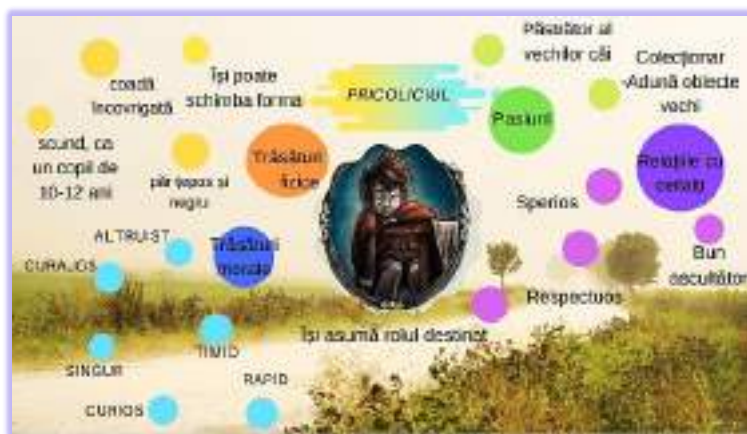 PRICOLICIUL
Trăsături
fizice
coadă
încovrigată
Își poate
schimba forma
scund, ca
un copil de
10-12 ani
păr țepos și
negru
Trăsături
morale
ALTRUIST
CURAJOS
SINGUR
TIMID
CURIOS
RAPID
Pasiuni
Păstrător al
vechilor căi
Colecționar
-Adună obiecte
vechi
Relațiile cu
ceilalți
Sperios
Bun
ascultător
Respectuos
Își asumă rolul destinat